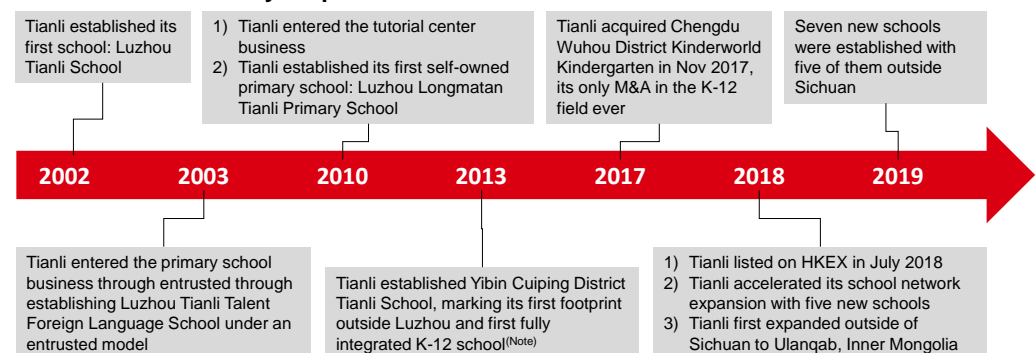 Tianli established its
first school: Luzhou
Tianli School
1) Tianli entered the tutorial center
business
2) Tianli established its first self-owned
primary school: Luzhou Longmatan
Tianli Primary School
Tianli acquired Chengdu
Wuhou District Kinderworld
Kindergarten in Nov 2017,
its only M&A in the K-12
field ever
Seven new schools
were established with
five of them outside
Sichuan
2002 2003 2010 2013 2017 2018 2019
Tianli entered the primary school
business through entrusted through
establishing Luzhou Tianli Talent
Foreign Language School under an
entrusted model
Tianli established Yibin Cuiping District
Tianli School, marking its first footprint
outside Luzhou and first fully
integrated K-12 school(Note)
1) Tianli listed on HKEX in July 2018
2) Tianli accelerated its school network
expansion with five new schools
3) Tianli first expanded outside of
Sichuan to Ulanqab, Inner Mongolia